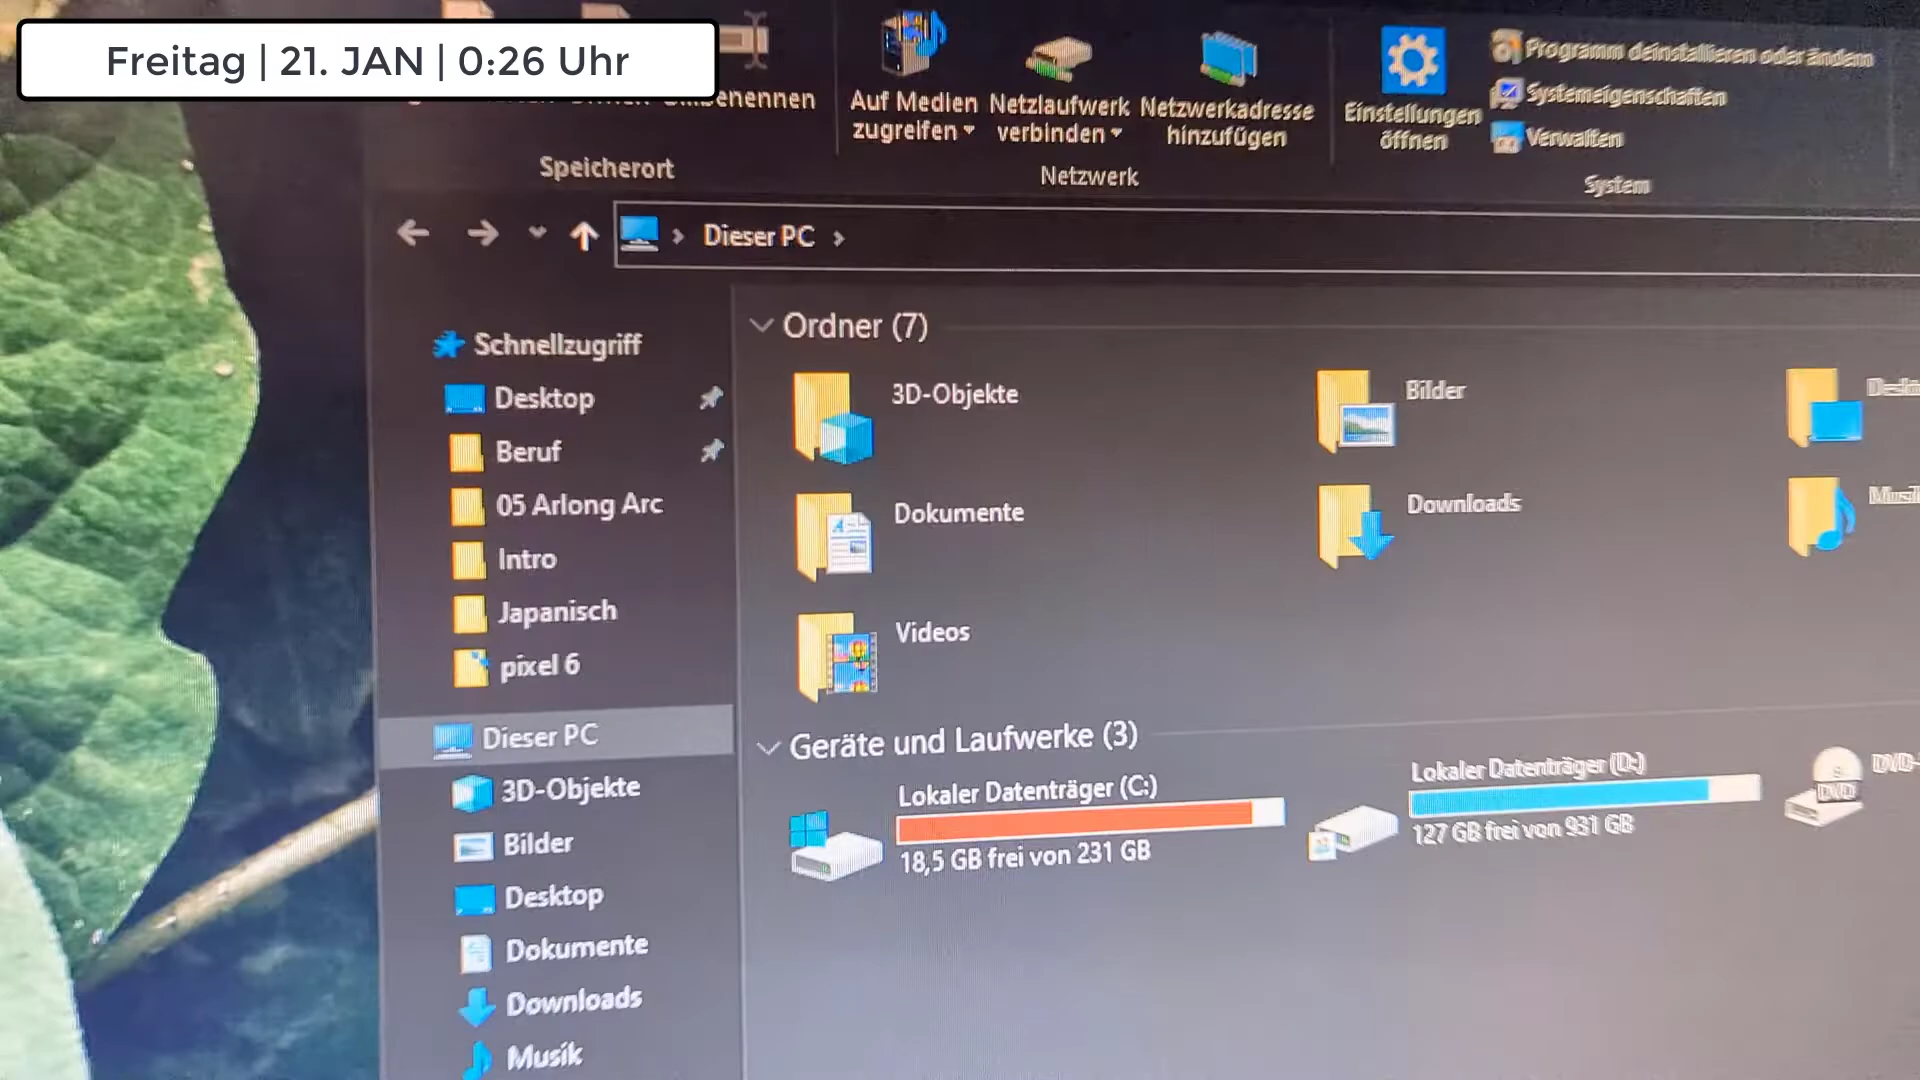 Freitag | 21. JAN | 0:26 Uhr
Auf Medien zugreifen
Netzlaufwerk verbinden
Netzwerkadresse hinzufügen
Einstellungen öffnen
Programm deinstallieren oder ändern
Systemeigenschaften
Verwalten
Speicherort
Netzwerk
System
Dieser PC
Schnellzugriff
Desktop
Beruf
05 Arlong Arc
Intro
Japanisch
pixel 6
Dieser PC
3D-Objekte
Bilder
Desktop
Dokumente
Downloads
Musik
Ordner (7)
3D-Objekte
Bilder
Dokumente
Downloads
Videos
Geräte und Laufwerke (3)
Lokaler Datenträger (C:)
18,5 GB frei von 231 GB
Lokaler Datenträger (D:)
127 GB frei von 931 GB
DVD